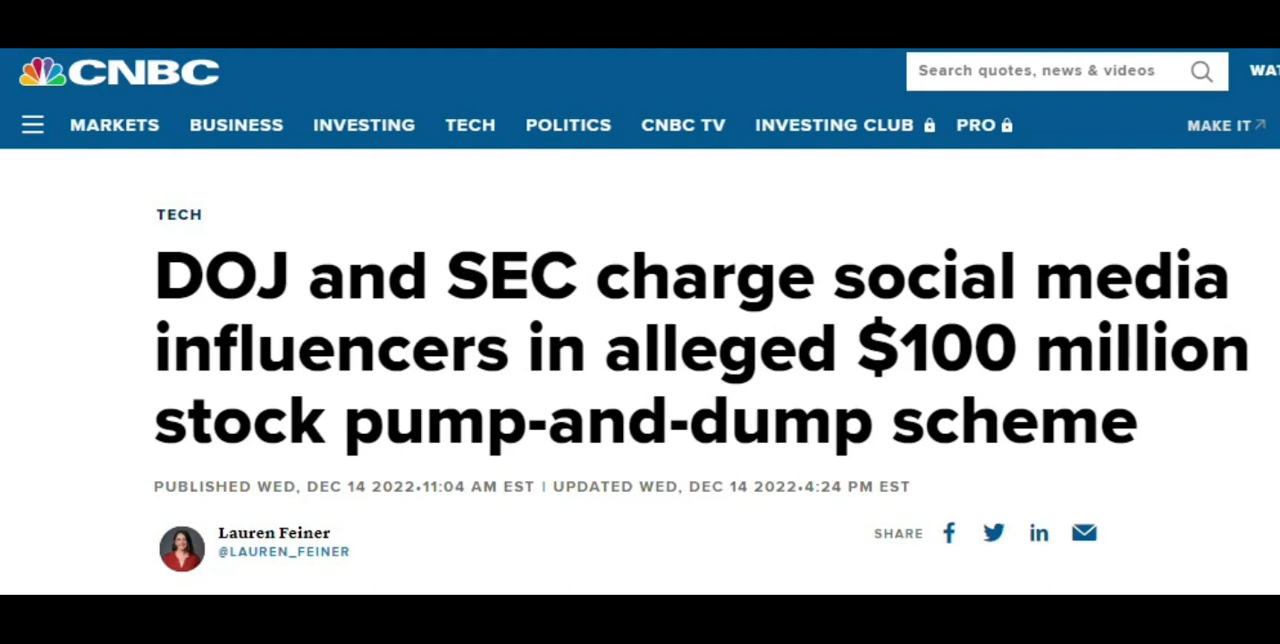 CNBC
Search quotes, news & videos
WAT
MARKETS BUSINESS INVESTING TECH POLITICS CNBC TV INVESTING CLUB PRO MAKE IT
TECH
DOJ and SEC charge social media
influencers in alleged $100 million
stock pump-and-dump scheme
PUBLISHED WED, DEC 14 2022•11:04 AM EST | UPDATED WED, DEC 14 2022•4:24 PM EST
Lauren Feiner
@LAUREN_FEINER
SHARE